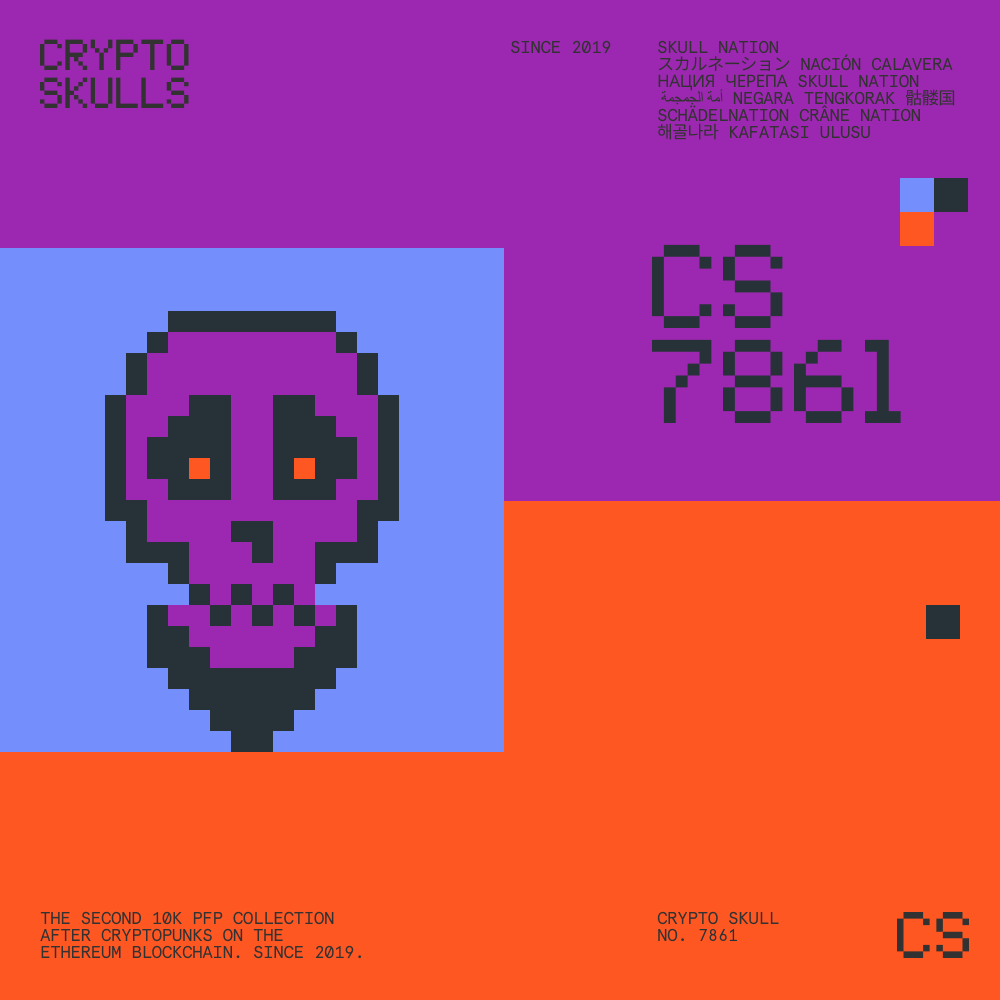 CRYPTO
SKULLS
SINCE 2019
SKULL NATION
スカルネーション NACIÓN CALAVERA
НАЦИЯ ЧЕРЕПА SKULL NATION
أمة الجمجمة NEGARA TENGKORAK 骷髅国
SCHÄDELNATION CRÂNE NATION
해골나라 KAFATASI ULUSU
CS
7861
THE SECOND 10K PFP COLLECTION
AFTER CRYPTOPUNKS ON THE
ETHEREUM BLOCKCHAIN. SINCE 2019.
CRYPTO SKULL
NO. 7861
CS